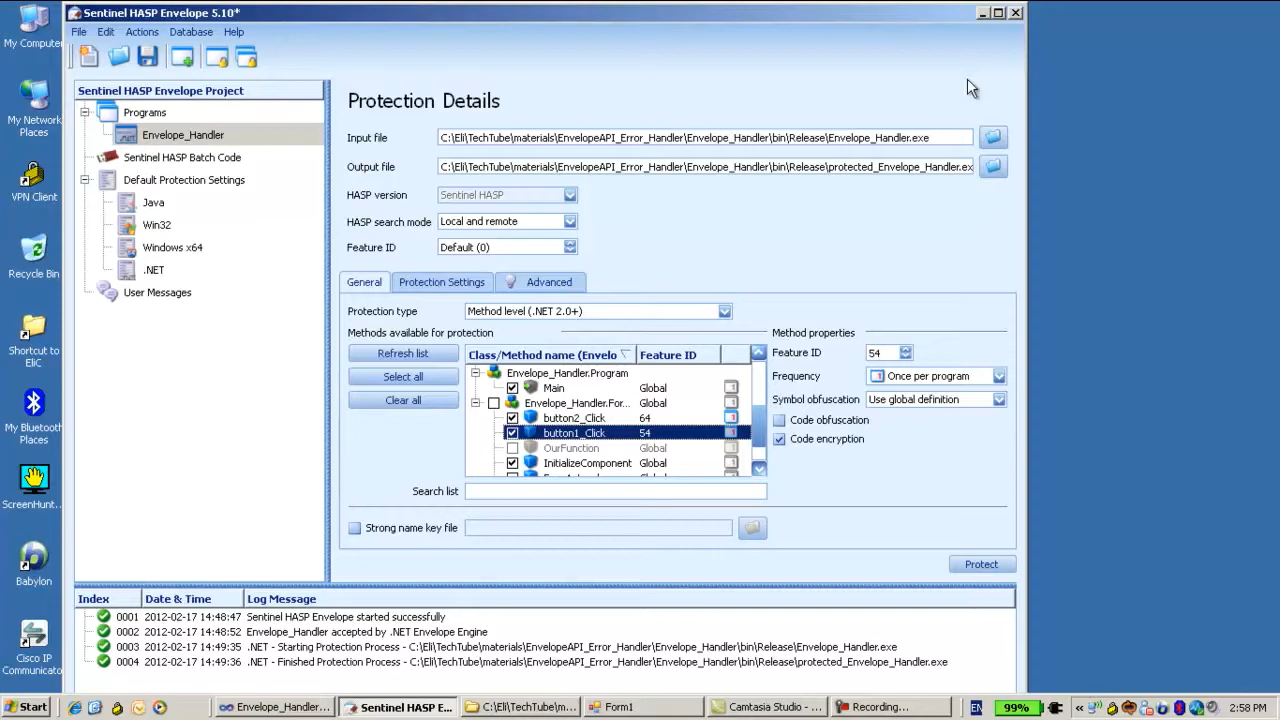 Sentinel HASP Envelope 5.10*
File Edit Actions Database Help
My Computer
My Network
Places
VPN Client
Recycle Bin
Shortcut to
EliC
My Bluetooth
Places
ScreenHunt...
Babylon
Cisco IP
Communicato
Sentinel HASP Envelope Project
Programs
Envelope_Handler
Sentinel HASP Batch Code
Default Protection Settings
Java
Win32
Windows x64
.NET
User Messages
Protection Details
Input file C:\Eli\TechTube\materials\EnvelopeAPI_Error_Handler\Envelope_Handler\bin\Release\Envelope_Handler.exe
Output file C:\Eli\TechTube\materials\EnvelopeAPI_Error_Handler\Envelope_Handler\bin\Release\protected_Envelope_Handler.ex
HASP version Sentinel HASP
HASP search mode Local and remote
Feature ID Default (0)
General Protection Settings Advanced
Protection type Method level (.NET 2.0+)
Methods available for protection
Refresh list
Select all
Clear all
Class/Method name (Envelo Feature ID
Envelope_Handler.Program
Main Global
Envelope_Handler.For... Global
button2_Click 64
button1_Click 54
OurFunction Global
InitializeComponent Global
Search list
Strong name key file
Method properties
Feature ID 54
Frequency Once per program
Symbol obfuscation Use global definition
Code obfuscation
Code encryption
Protect
Index Date & Time Log Message
0001 2012-02-17 14:48:47 Sentinel HASP Envelope started successfully
0002 2012-02-17 14:48:52 Envelope_Handler accepted by .NET Envelope Engine
0003 2012-02-17 14:49:35 .NET - Starting Protection Process - C:\Eli\TechTube\materials\EnvelopeAPI_Error_Handler\Envelope_Handler\bin\Release\Envelope_Handler.exe
0004 2012-02-17 14:49:36 .NET - Finished Protection Process - C:\Eli\TechTube\materials\EnvelopeAPI_Error_Handler\Envelope_Handler\bin\Release\protected_Envelope_Handler.exe
Start Envelope_Handler... Sentinel HASP E... C:\Eli\TechTube\mat... Form1 Camtasia Studio - ... Recording... EN 99% 2:58 PM